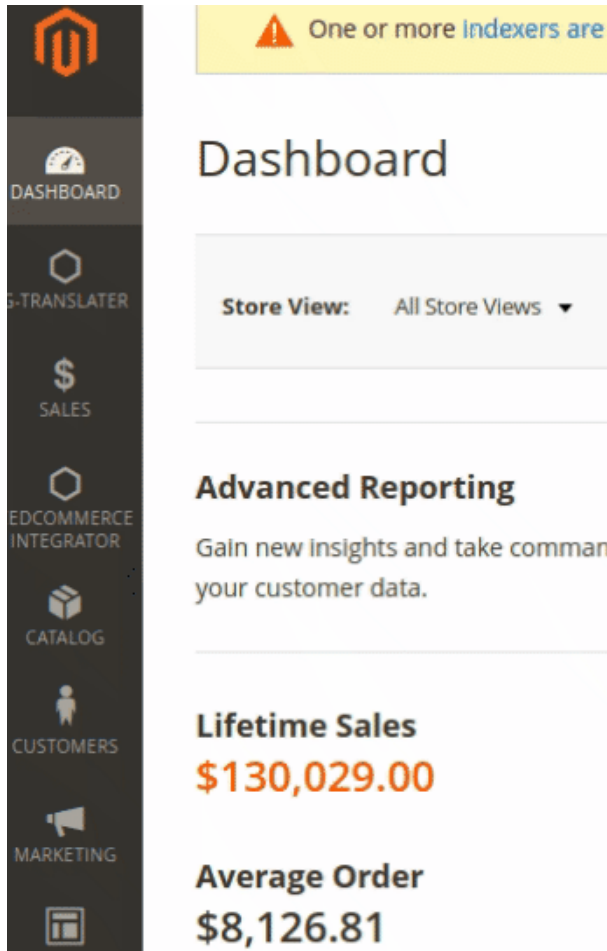 One or more indexers are
Dashboard
DASHBOARD
G-TRANSLATER
Store View: All Store Views
$
SALES
Advanced Reporting
EDCOMMERCE
INTEGRATOR
Gain new insights and take comman
your customer data.
CATALOG
Lifetime Sales
CUSTOMERS
$130,029.00
MARKETING
Average Order
$8,126.81